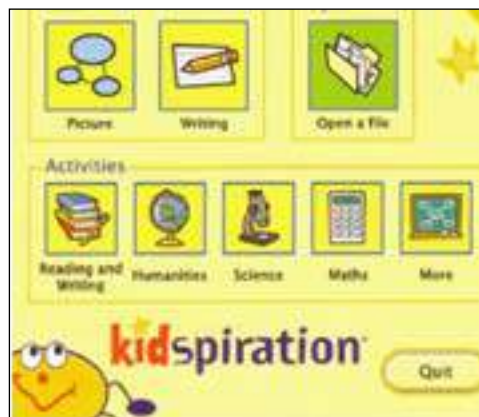 Picture
Writing
Open a File
Activities
Reading and
Writing
Humanities
Science
Maths
More
kidspiration
Quit